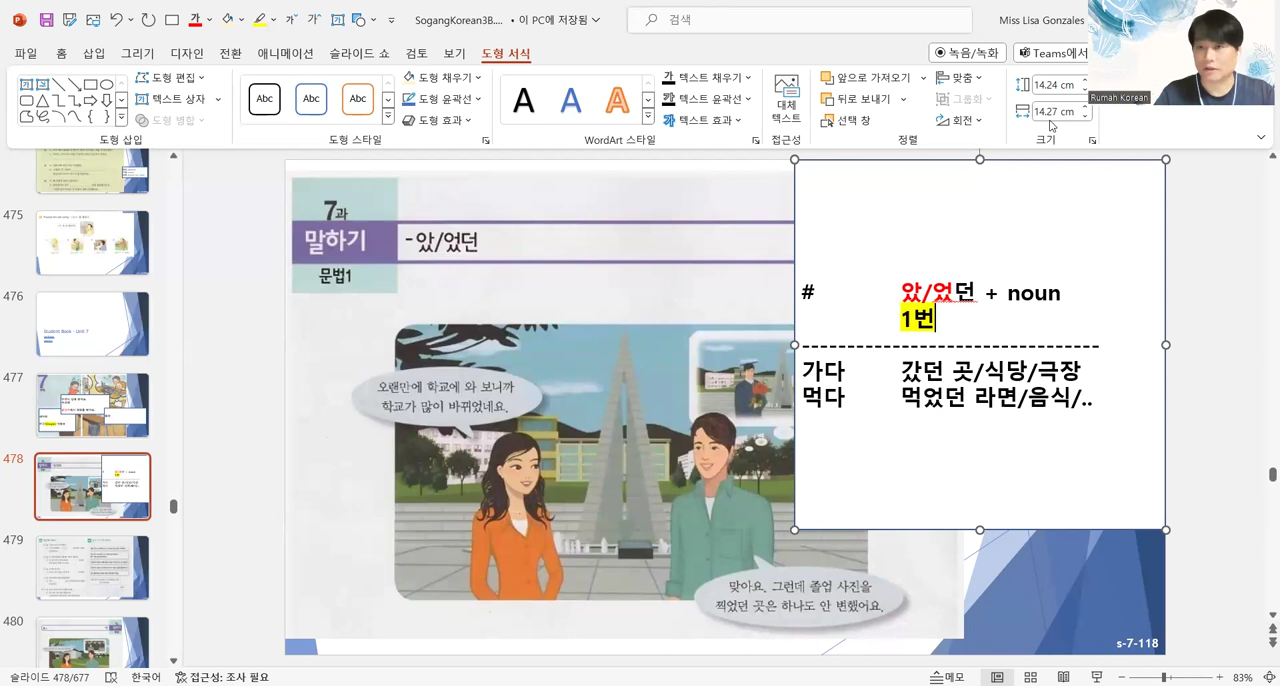 SogangKorean3B.... • 이 PC에 저장됨
검색
Miss Lisa Gonzales
파일 홈 삽입 그리기 디자인 전환 애니메이션 슬라이드 쇼 검토 보기 도형 서식
녹음/녹화
Teams에서
Rumah Korean
도형 편집
텍스트 상자
도형 병합
도형 삽입
Abc Abc Abc
도형 채우기
도형 윤곽선
도형 효과
도형 스타일
A A A
텍스트 채우기
텍스트 윤곽선
텍스트 효과
WordArt 스타일
대체
텍스트
접근성
앞으로 가져오기
뒤로 보내기
선택 창
맞춤
그룹화
회전
정렬
14.24 cm
14.27 cm
크기
475
476
Student Book - Unit 7
477
478
479
480
7과
말하기
-았/었던
문법1
오랜만에 학교에 와 보니까
학교가 많이 바뀌었네요.
맞아요. 그런데 졸업 사진을
찍었던 곳은 하나도 안 변했어요.
# 았/었던 + noun
1번
----------------------------------
가다 갔던 곳/식당/극장
먹다 먹었던 라면/음식/..
s-7-118
슬라이드 478/677 한국어 접근성: 조사 필요
메모
83%